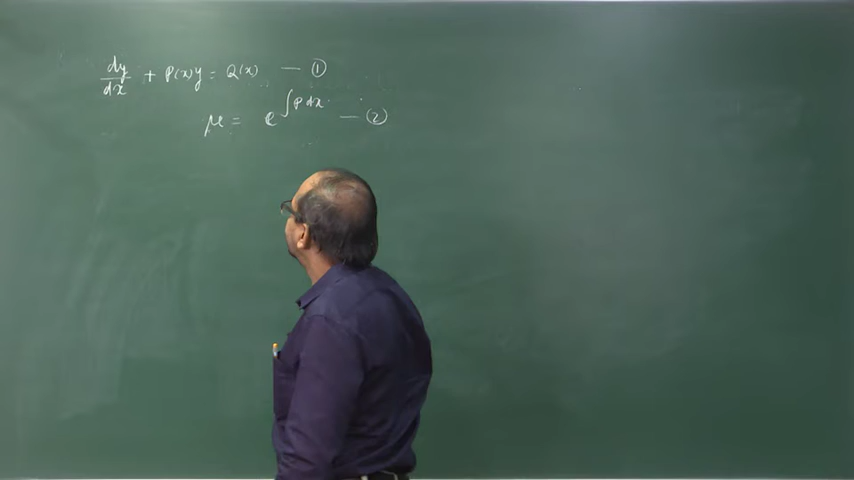 dy/dx + P(x)y = Q(x) — ①
μ = e^∫P dx — ②